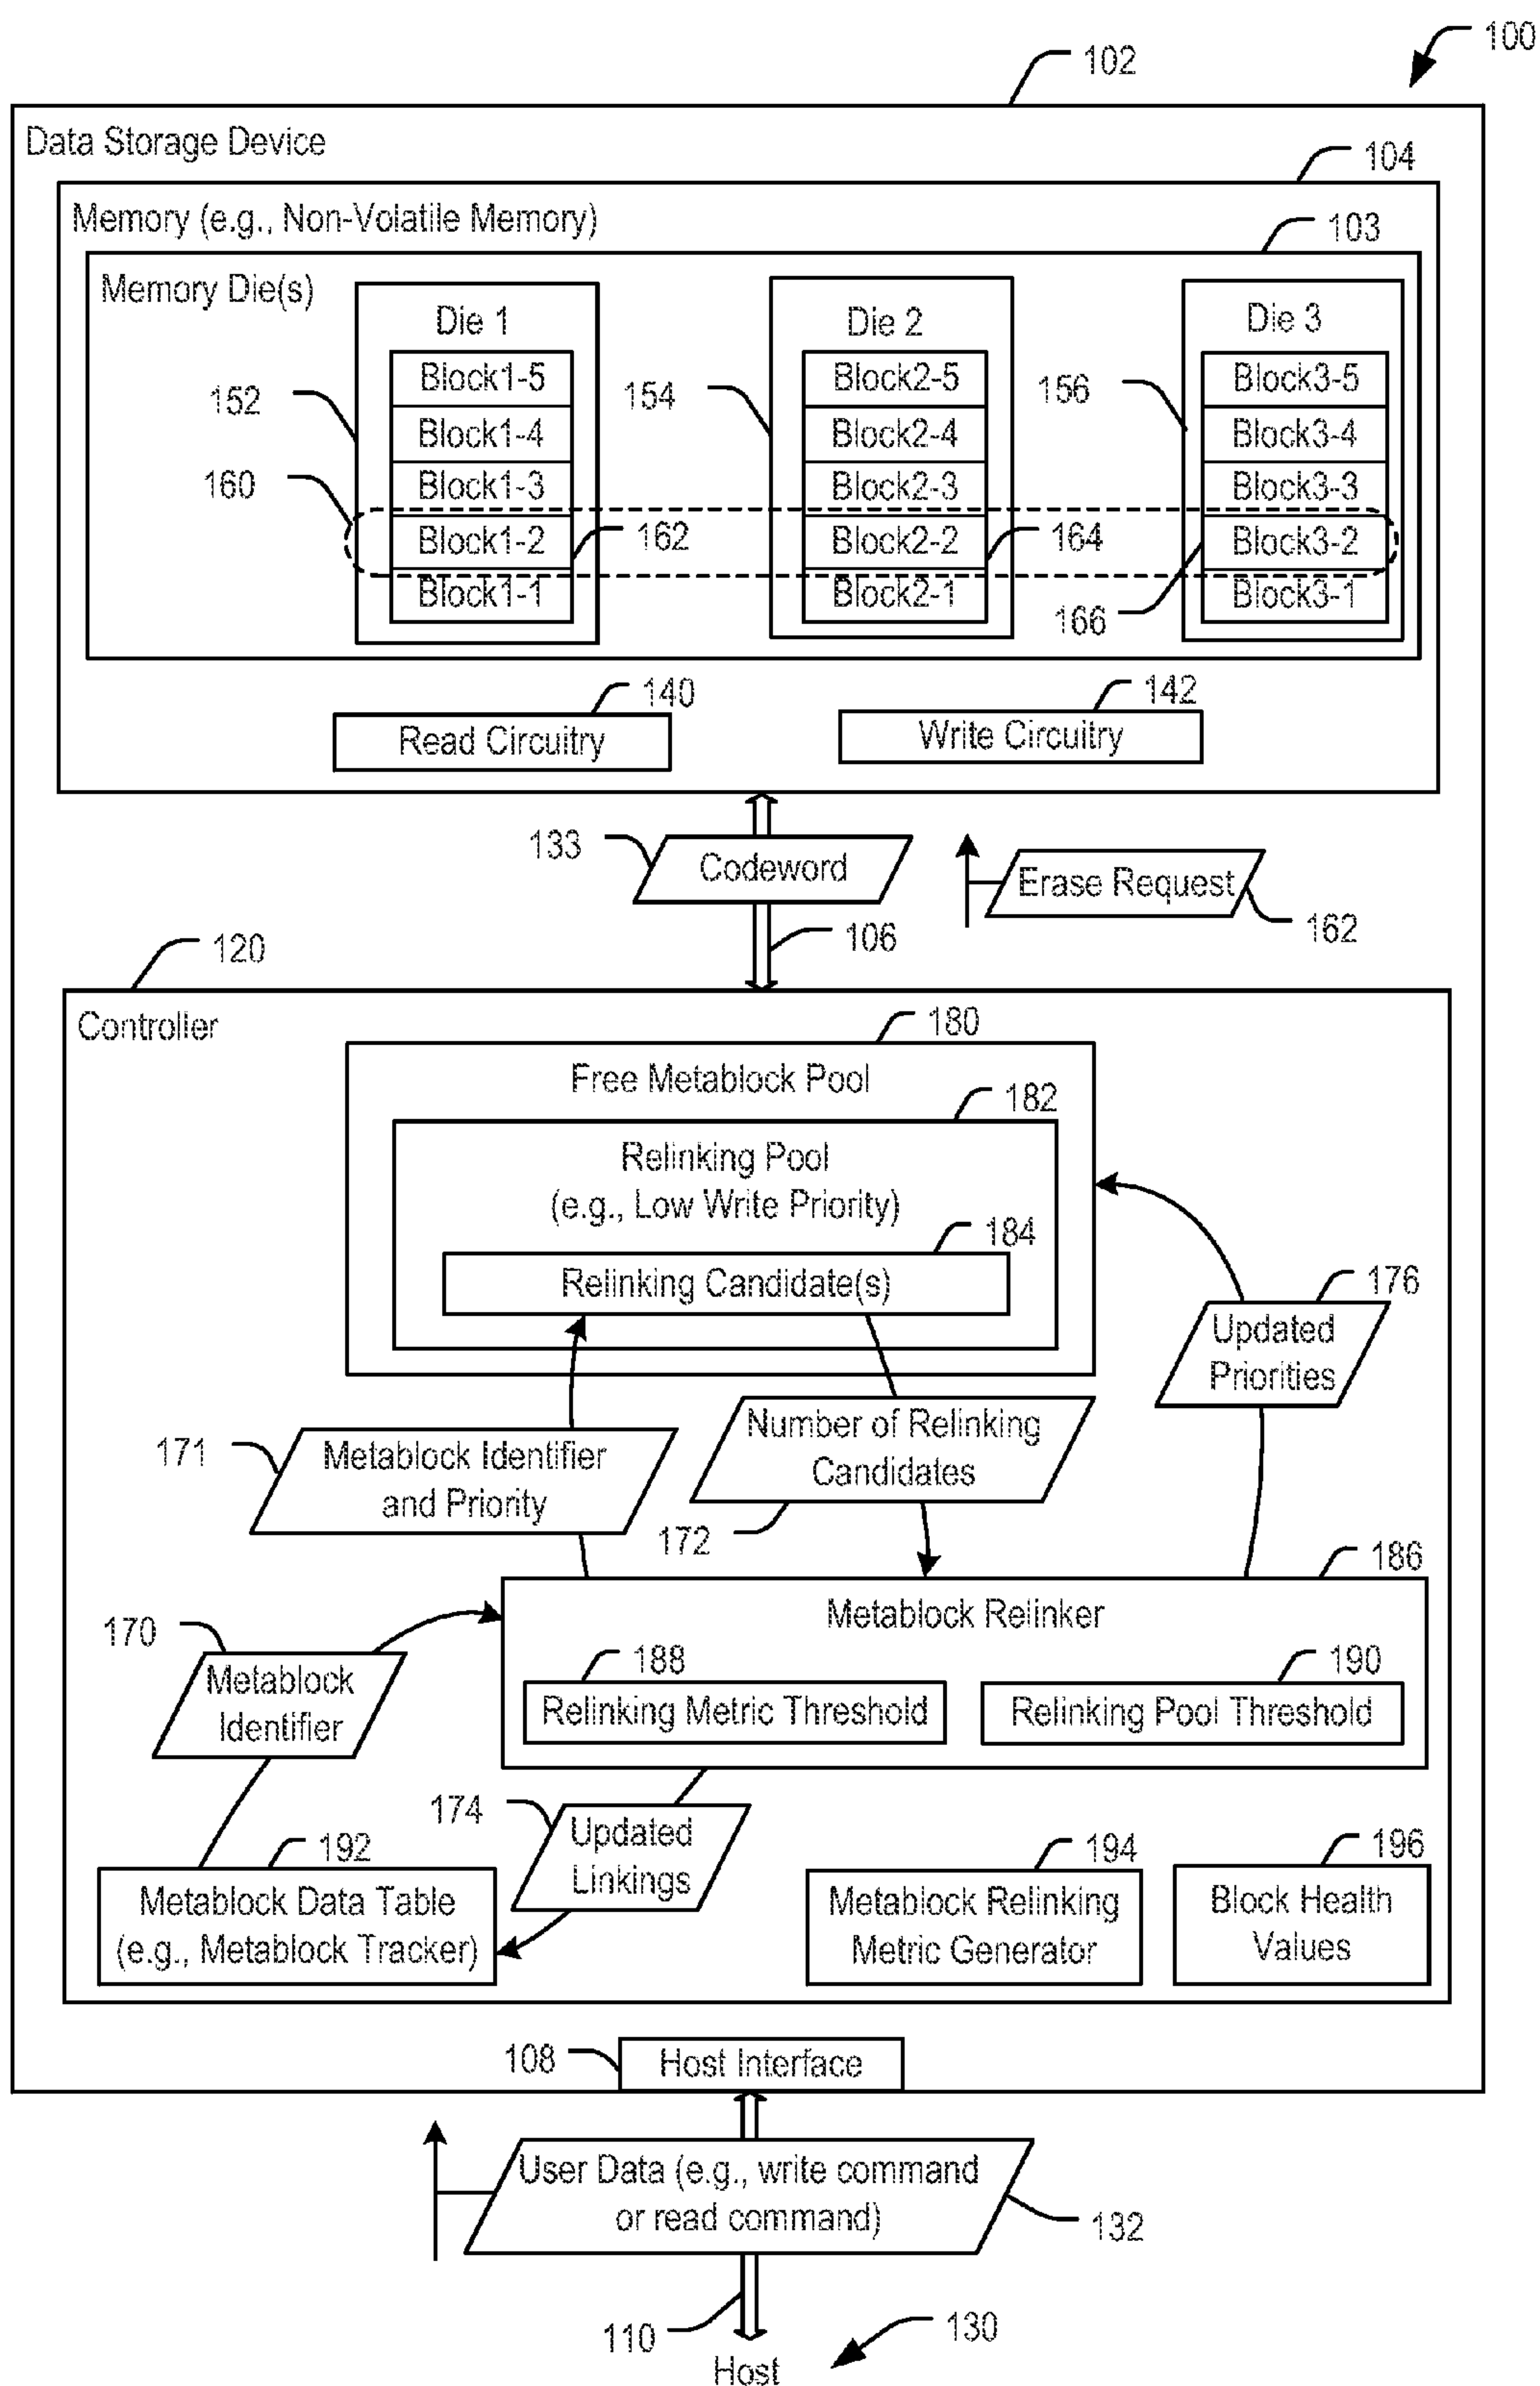 100
102
Data Storage Device
104
Memory (e.g., Non-Volatile Memory)
103
Memory Die(s)
Die 1
Die 2
Die 3
Block1-5
Block2-5
Block3-5
152
154
156
Block1-4
Block2-4
Block3-4
160
Block1-3
Block2-3
Block3-3
Block1-2
162
Block2-2
164
Block3-2
Block1-1
Block2-1
166
Block3-1
140
142
Read Circuitry
Write Circuitry
133
Codeword
Erase Request
162
106
120
Controller
180
Free Metablock Pool
182
Relinking Pool
(e.g., Low Write Priority)
184
Relinking Candidate(s)
176
Updated
Priorities
171
Metablock Identifier
and Priority
Number of Relinking
Candidates
172
186
Metablock Relinker
170
Metablock
Identifier
188
Relinking Metric Threshold
190
Relinking Pool Threshold
174
Updated
Linkings
192
Metablock Data Table
(e.g., Metablock Tracker)
194
Metablock Relinking
Metric Generator
196
Block Health
Values
108
Host Interface
User Data (e.g., write command
or read command)
132
110
130
Host